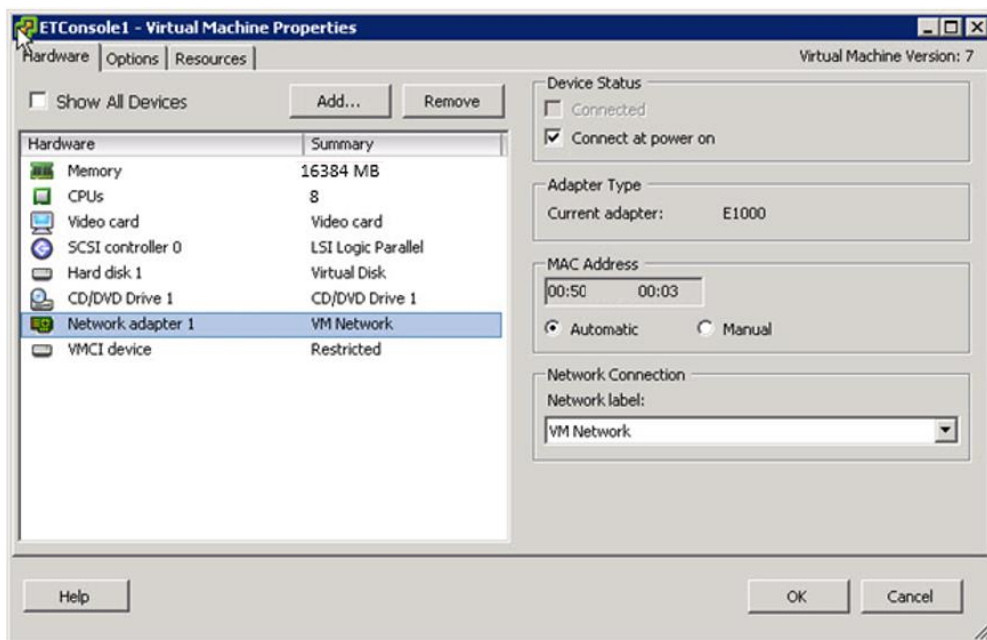 ETConsole1 - Virtual Machine Properties
Hardware Options Resources Virtual Machine Version: 7
Show All Devices Add... Remove
Hardware Summary
Memory 16384 MB
CPUs 8
Video card Video card
SCSI controller 0 LSI Logic Parallel
Hard disk 1 Virtual Disk
CD/DVD Drive 1 CD/DVD Drive 1
Network adapter 1 VM Network
VMCI device Restricted
Device Status
Connected
Connect at power on
Adapter Type
Current adapter: E1000
MAC Address
00:50 00:03
Automatic Manual
Network Connection
Network label:
VM Network
Help OK Cancel